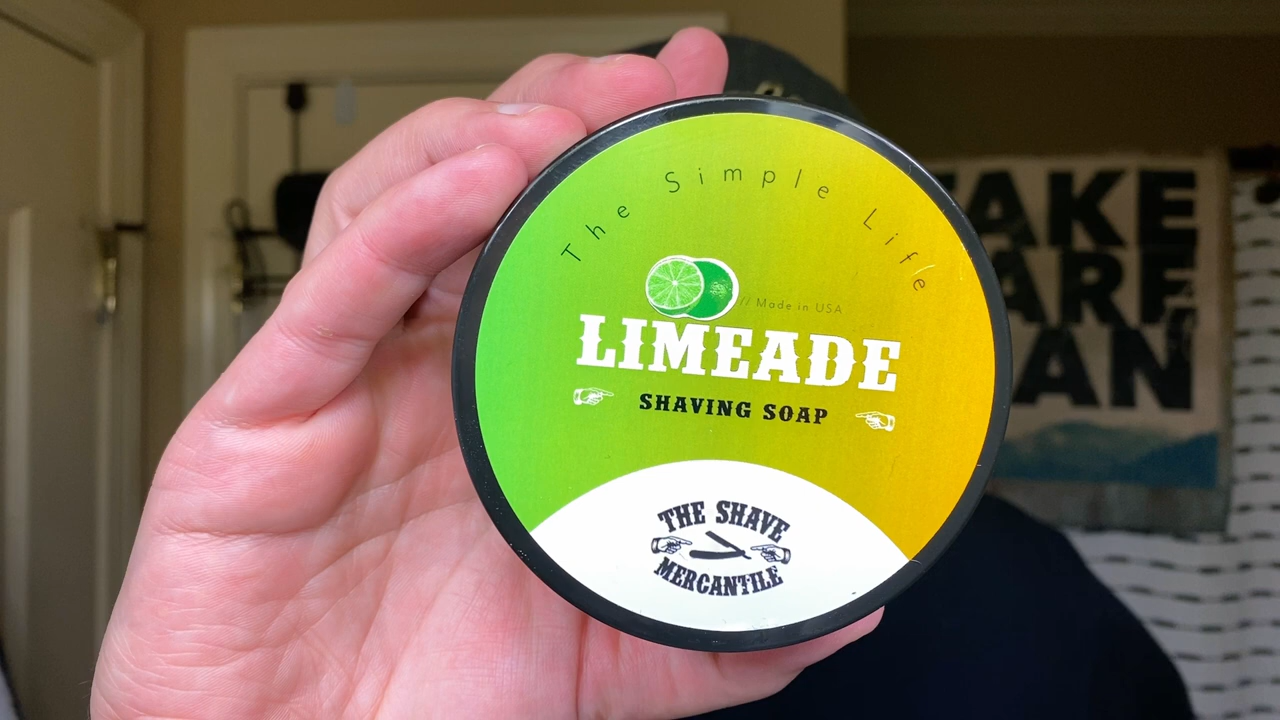 The Simple Life
// Made in USA
LIMEADE
SHAVING SOAP
THE SHAVE
MERCANTILE